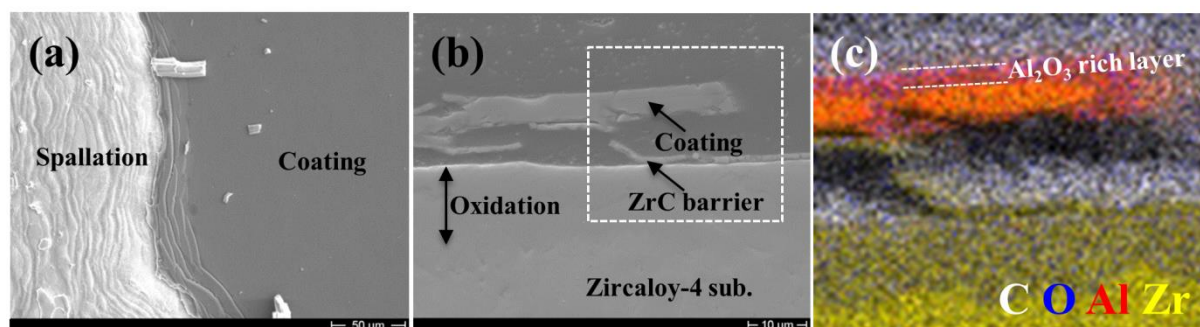 (a)
Spallation
Coating
50 μm
(b)
Coating
ZrC barrier
Oxidation
Zircaloy-4 sub.
10 μm
(c)
Al₂O₃ rich layer
C O Al Zr